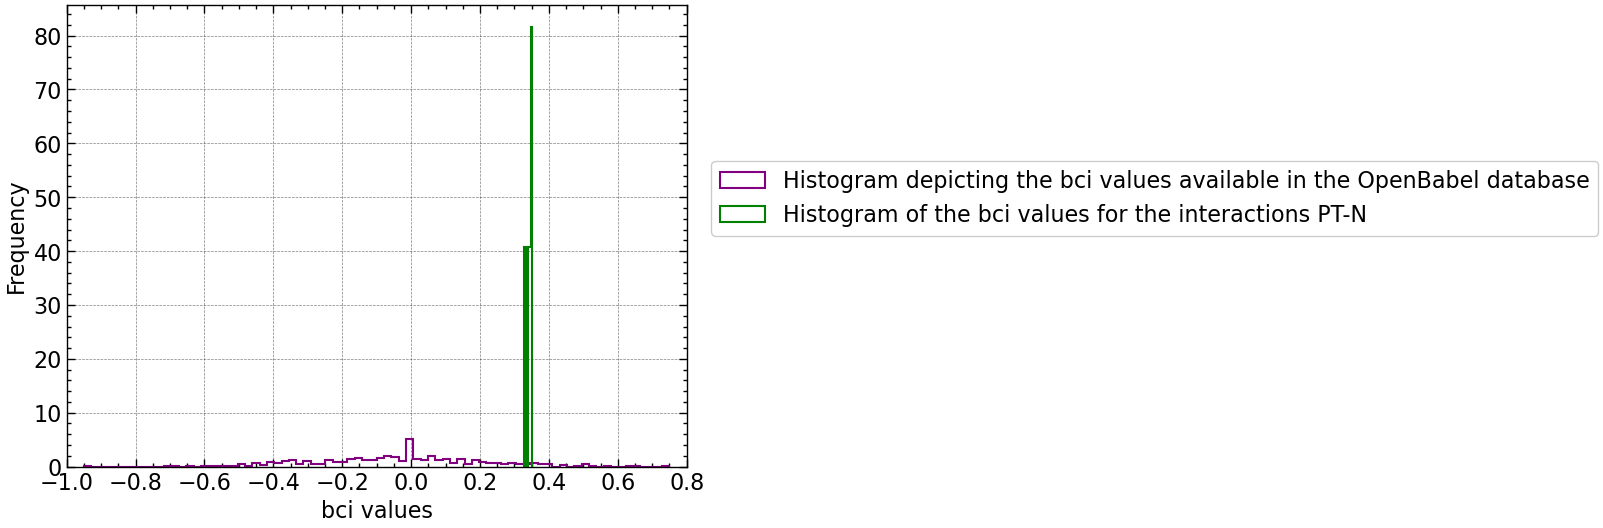 80
70
60
50
40
30
20
10
0
Frequency
−1.0 −0.8 −0.6 −0.4 −0.2 0.0 0.2 0.4 0.6 0.8
bci values
Histogram depicting the bci values available in the OpenBabel database
Histogram of the bci values for the interactions PT-N